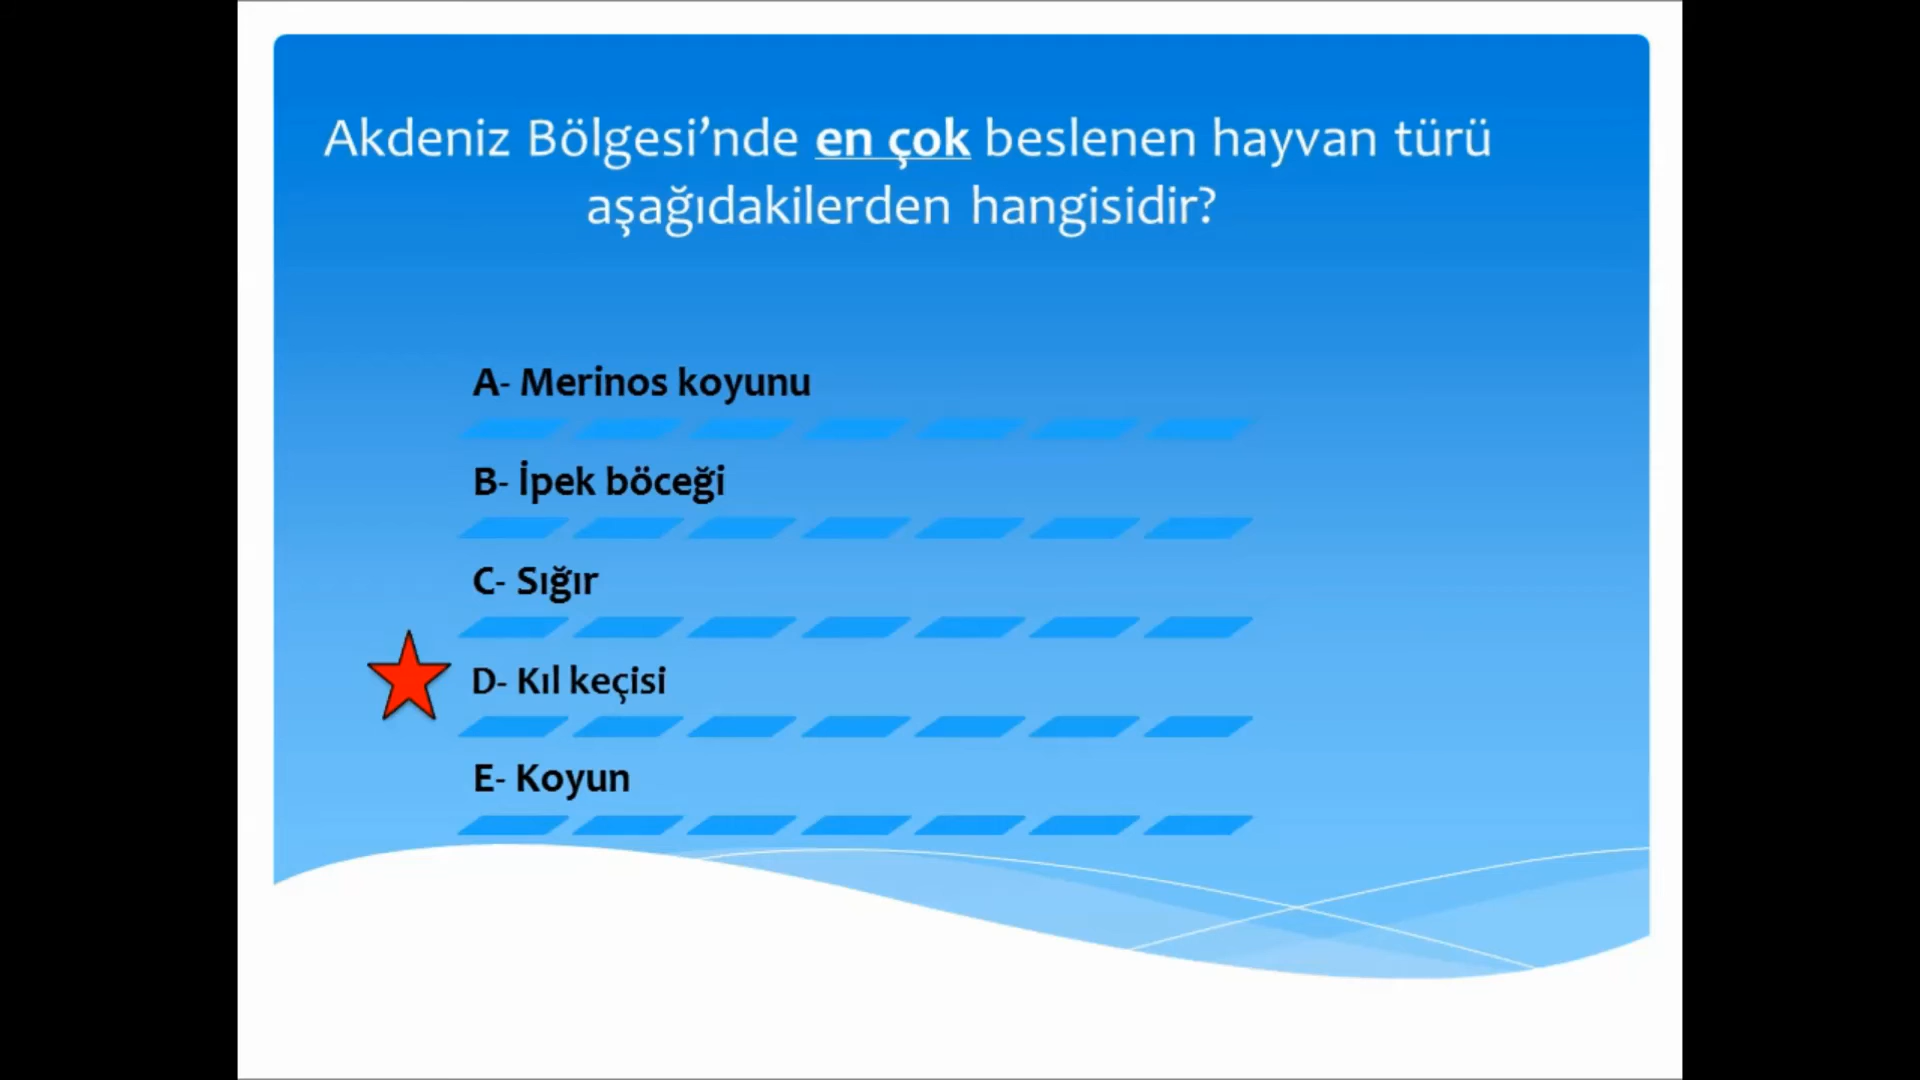 Akdeniz Bölgesi’nde en çok beslenen hayvan türü
aşağıdakilerden hangisidir?
A- Merinos koyunu
B- İpek böceği
C- Sığır
D- Kıl keçisi
E- Koyun